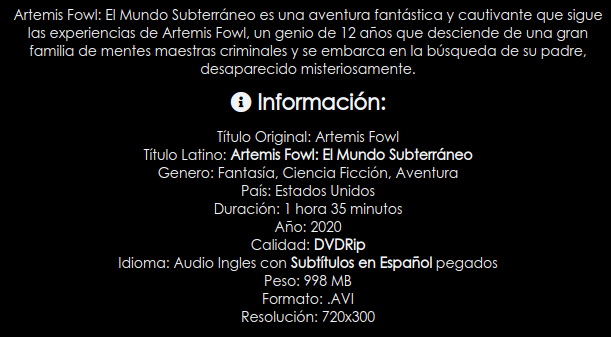 Artemis Fowl: El Mundo Subterráneo es una aventura fantástica y cautivante que sigue
las experiencias de Artemis Fowl, un genio de 12 años que desciende de una gran
familia de mentes maestras criminales y se embarca en la búsqueda de su padre,
desaparecido misteriosamente.
Información:
Título Original: Artemis Fowl
Título Latino: Artemis Fowl: El Mundo Subterráneo
Genero: Fantasía, Ciencia Ficción, Aventura
País: Estados Unidos
Duración: 1 hora 35 minutos
Año: 2020
Calidad: DVDRip
Idioma: Audio Ingles con Subtítulos en Español pegados
Peso: 998 MB
Formato: .AVI
Resolución: 720x300